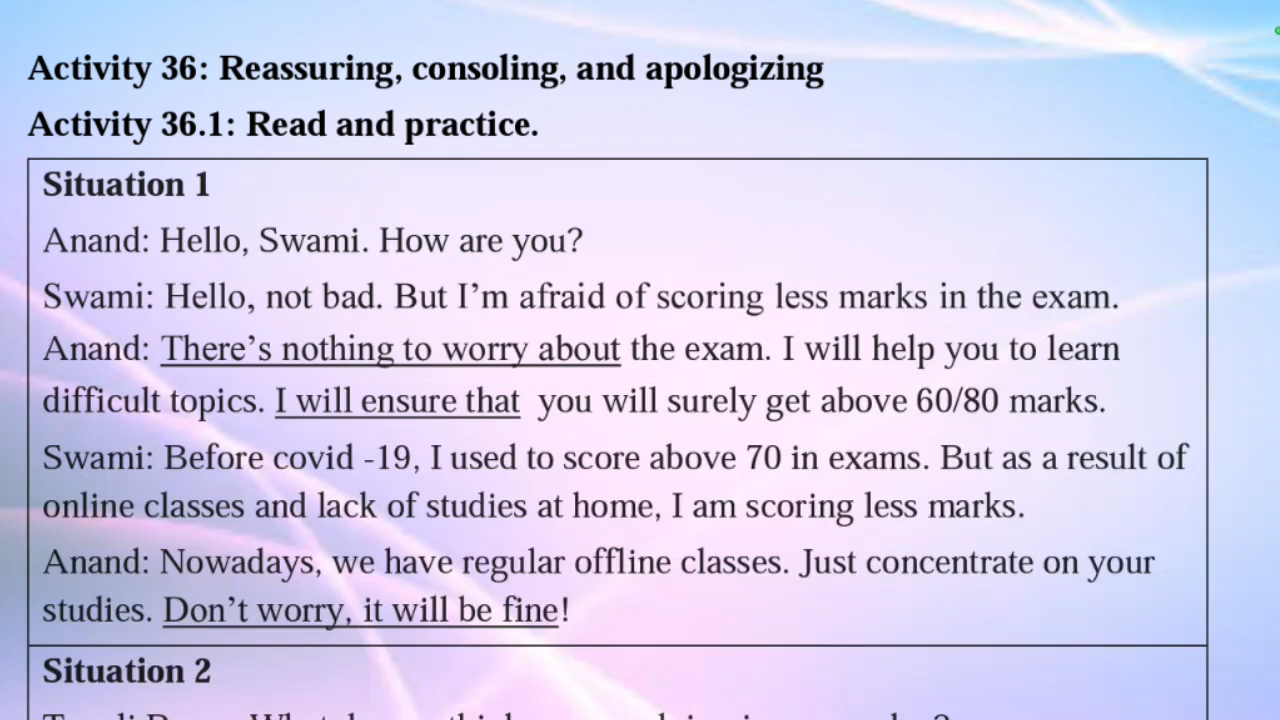 Activity 36: Reassuring, consoling, and apologizing
Activity 36.1: Read and practice.
Situation 1
Anand: Hello, Swami. How are you?
Swami: Hello, not bad. But I’m afraid of scoring less marks in the exam.
Anand: There’s nothing to worry about the exam. I will help you to learn
difficult topics. I will ensure that you will surely get above 60/80 marks.
Swami: Before covid -19, I used to score above 70 in exams. But as a result of
online classes and lack of studies at home, I am scoring less marks.
Anand: Nowadays, we have regular offline classes. Just concentrate on your
studies. Don’t worry, it will be fine!
Situation 2